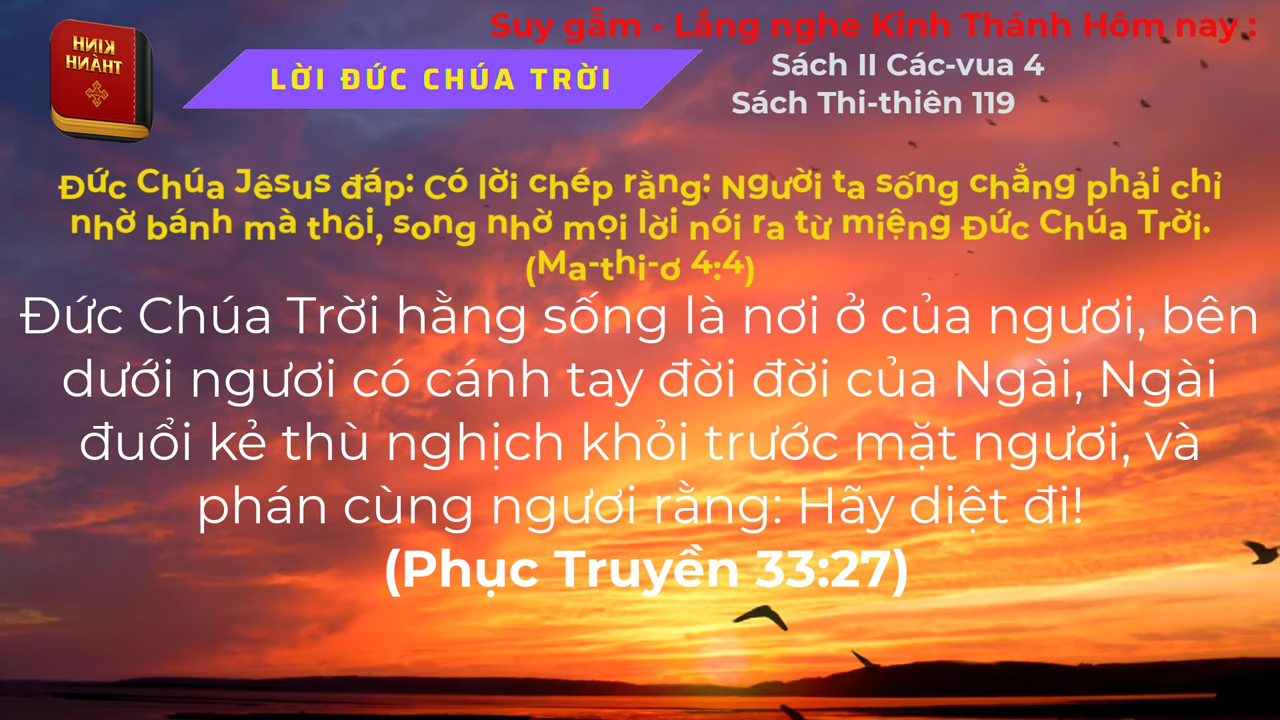 Suy gẫm - Lắng nghe Kinh Thánh Hôm nay :
KINH
THÁNH
LỜI ĐỨC CHÚA TRỜI
Sách II Các-vua 4
Sách Thi-thiên 119
Đức Chúa Jêsus đáp: Có lời chép rằng: Người ta sống chẳng phải chỉ
nhờ bánh mà thôi, song nhờ mọi lời nói ra từ miệng Đức Chúa Trời.
(Ma-thi-ơ 4:4)
Đức Chúa Trời hằng sống là nơi ở của ngươi, bên
dưới ngươi có cánh tay đời đời của Ngài, Ngài
đuổi kẻ thù nghịch khỏi trước mặt ngươi, và
phán cùng ngươi rằng: Hãy diệt đi!
(Phục Truyền 33:27)